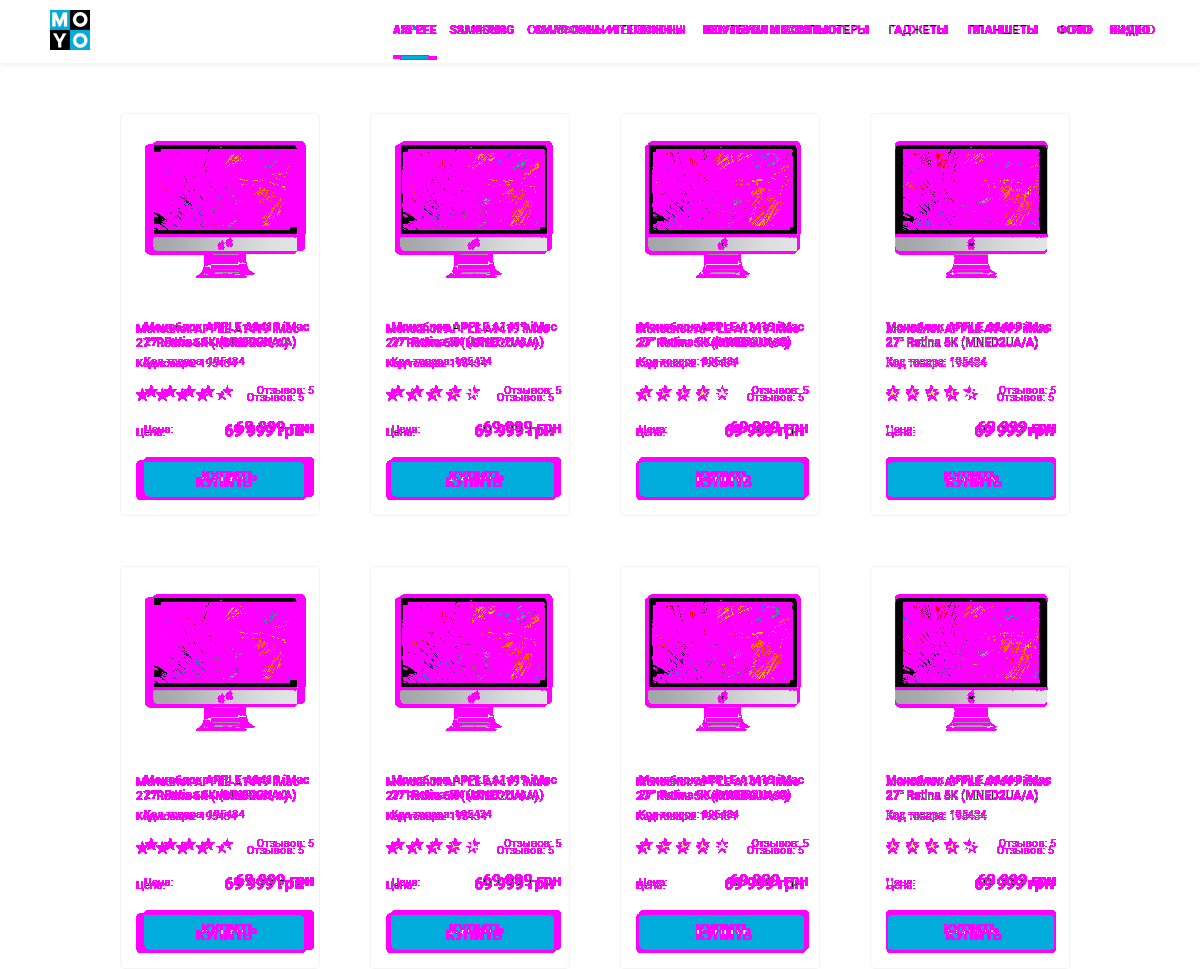 MO
YO
APPLE SAMSUNG СМАРТФОНЫ И ТЕЛЕФОНЫ НОУТБУКИ И КОМПЬЮТЕРЫ ГАДЖЕТЫ ПЛАНШЕТЫ ФОТО ВИДЕО
Моноблок APPLE A1419 iMac
27" Retina 5K (MNED2UA/A)
Код товара: 195434
Отзывов: 5
Цена: 69 999 грн
КУПИТЬ
Моноблок APPLE A1419 iMac
27" Retina 5K (MNED2UA/A)
Код товара: 195434
Отзывов: 5
Цена: 69 999 грн
КУПИТЬ
Моноблок APPLE A1419 iMac
27" Retina 5K (MNED2UA/A)
Код товара: 195434
Отзывов: 5
Цена: 69 999 грн
КУПИТЬ
Моноблок APPLE A1419 iMac
27" Retina 5K (MNED2UA/A)
Код товара: 195434
Отзывов: 5
Цена: 69 999 грн
КУПИТЬ
Моноблок APPLE A1419 iMac
27" Retina 5K (MNED2UA/A)
Код товара: 195434
Отзывов: 5
Цена: 69 999 грн
КУПИТЬ
Моноблок APPLE A1419 iMac
27" Retina 5K (MNED2UA/A)
Код товара: 195434
Отзывов: 5
Цена: 69 999 грн
КУПИТЬ
Моноблок APPLE A1419 iMac
27" Retina 5K (MNED2UA/A)
Код товара: 195434
Отзывов: 5
Цена: 69 999 грн
КУПИТЬ
Моноблок APPLE A1419 iMac
27" Retina 5K (MNED2UA/A)
Код товара: 195434
Отзывов: 5
Цена: 69 999 грн
КУПИТЬ